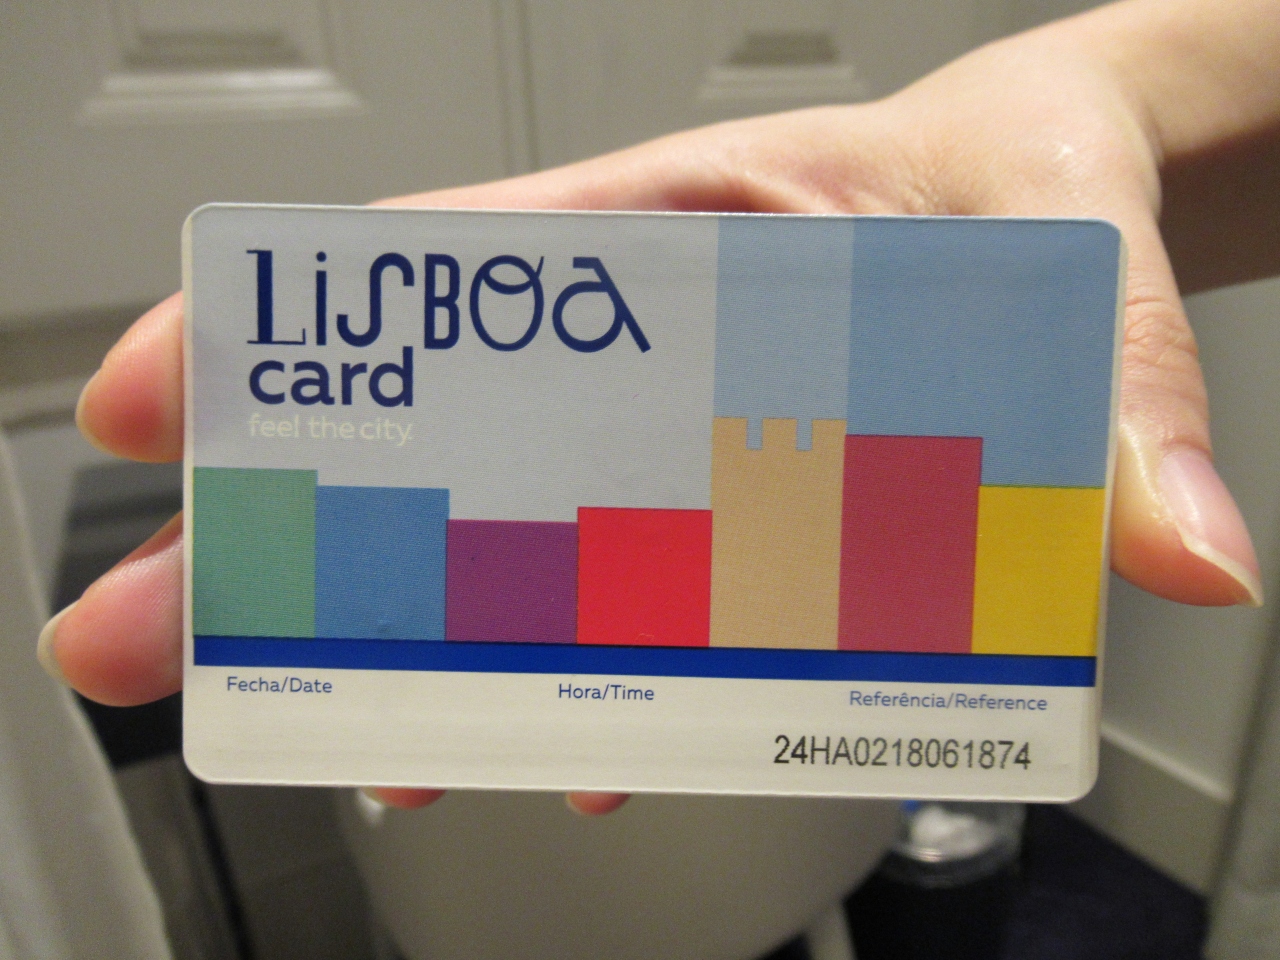 LiSBOa
card
feel the city.
Fecha/Date
Hora/Time
Referência/Reference
24HA0218061874